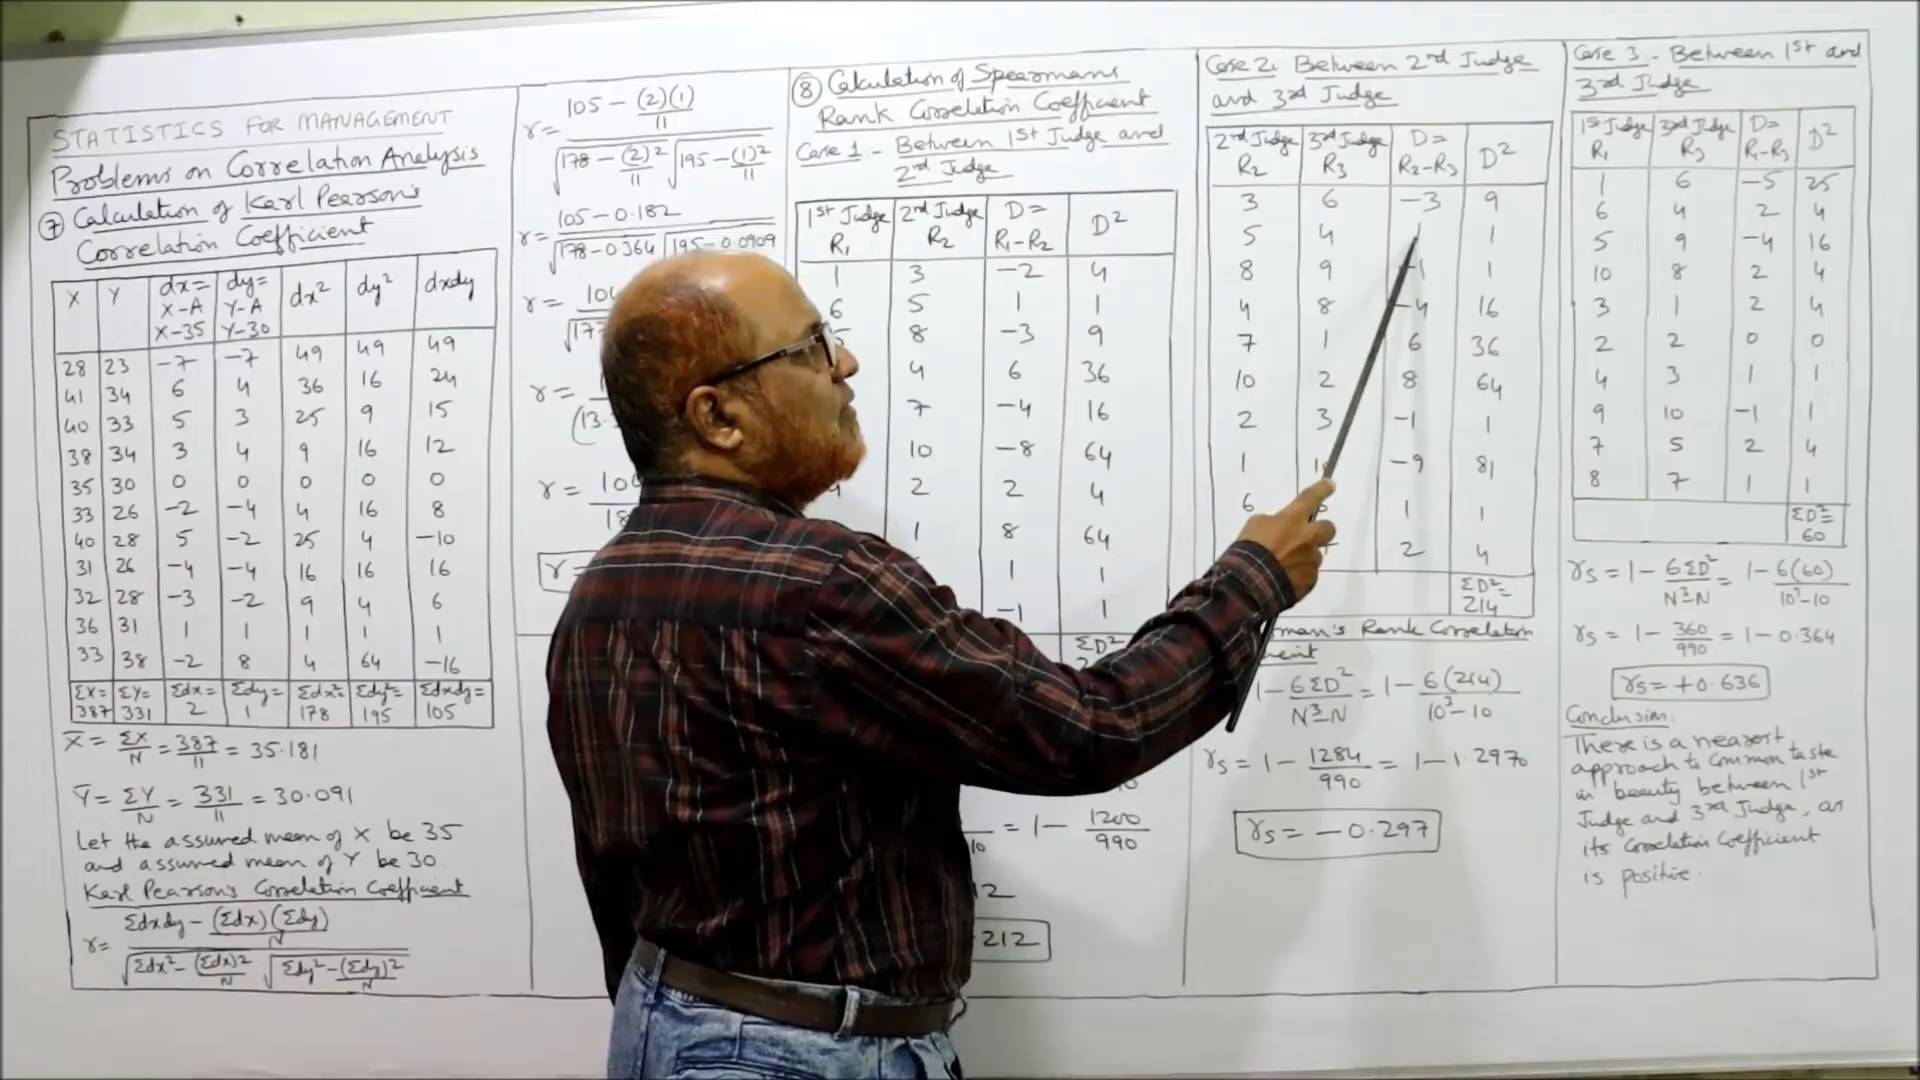 STATISTICS FOR MANAGEMENT
Problems on Correlation Analysis
⑦ Calculation of Karl Pearson's
Correlation Coefficient
X Y dx= X-A X-35 dy= Y-A Y-30 dx² dy² dxdy
28 23 -7 -7 49 49 49
41 34 6 4 36 16 24
40 33 5 3 25 9 15
38 34 3 4 9 16 12
35 30 0 0 0 0 0
33 26 -2 -4 4 16 8
40 28 5 -2 25 4 -10
31 26 -4 -4 16 16 16
32 28 -3 -2 9 4 6
36 31 1 1 1 1 1
33 38 -2 8 4 64 -16
ΣX= 387 ΣY= 331 Σdx= 2 Σdy= 1 Σdx²= 178 Σdy²= 195 Σdxdy= 105
X̄ = ΣX/N = 387/11 = 35.181
Ȳ = ΣY/N = 331/11 = 30.091
Let the assumed mean of X be 35
and assumed mean of Y be 30.
Karl Pearson's Correlation Coefficient
r= Σdxdy - (Σdx)(Σdy)/N
√Σdx² - (Σdx)²/N √Σdy² - (Σdy)²/N
r= 105 - (2)(1)/11
√178 - (2)²/11 √195 - (1)²/11
r= 105 - 0.182
√178-0.364 √195-0.0909
r=
r=
r=
r=
⑧ Calculation of Spearmans
Rank Correlation Coefficient
Case 1:- Between 1st Judge and
2nd Judge
1st Judge R₁ 2nd Judge R₂ D= R₁-R₂ D²
1 3 -2 4
6 5 1 1
5 8 -3 9
4 6 36
7 -4 16
10 -8 64
4 2 2 4
1 8 64
1 1
-1 1
ΣD²
= 1- 1200/990
212
Case 2: Between 2nd Judge
and 3rd Judge
2nd Judge R₂ 3rd Judge R₃ D= R₂-R₃ D²
3 6 -3 9
5 4 1 1
8 9 -1 1
4 8 -4 16
7 1 6 36
10 2 8 64
2 3 -1 1
1 -9 81
6 1 1
2 4
ΣD²= 214
Rank Correlation
1- 6ΣD²/N³-N = 1- 6(214)/10³-10
rs = 1- 1284/990 = 1-1.2970
rs = -0.297
Case 3:- Between 1st and
3rd Judge
1st Judge R₁ 3rd Judge R₃ D= R₁-R₃ D²
1 6 -5 25
6 4 2 4
5 9 -4 16
10 8 2 4
3 1 2 4
2 2 0 0
4 3 1 1
9 10 -1 1
7 5 2 4
8 7 1 1
ΣD²= 60
rs = 1- 6ΣD²/N³-N = 1-6(60)/10³-10
rs = 1- 360/990 = 1-0.364
rs = +0.636
Conclusion:
There is a nearest
approach to common taste
in beauty between 1st
Judge and 3rd Judge, as
its Correlation Coefficient
is positive.